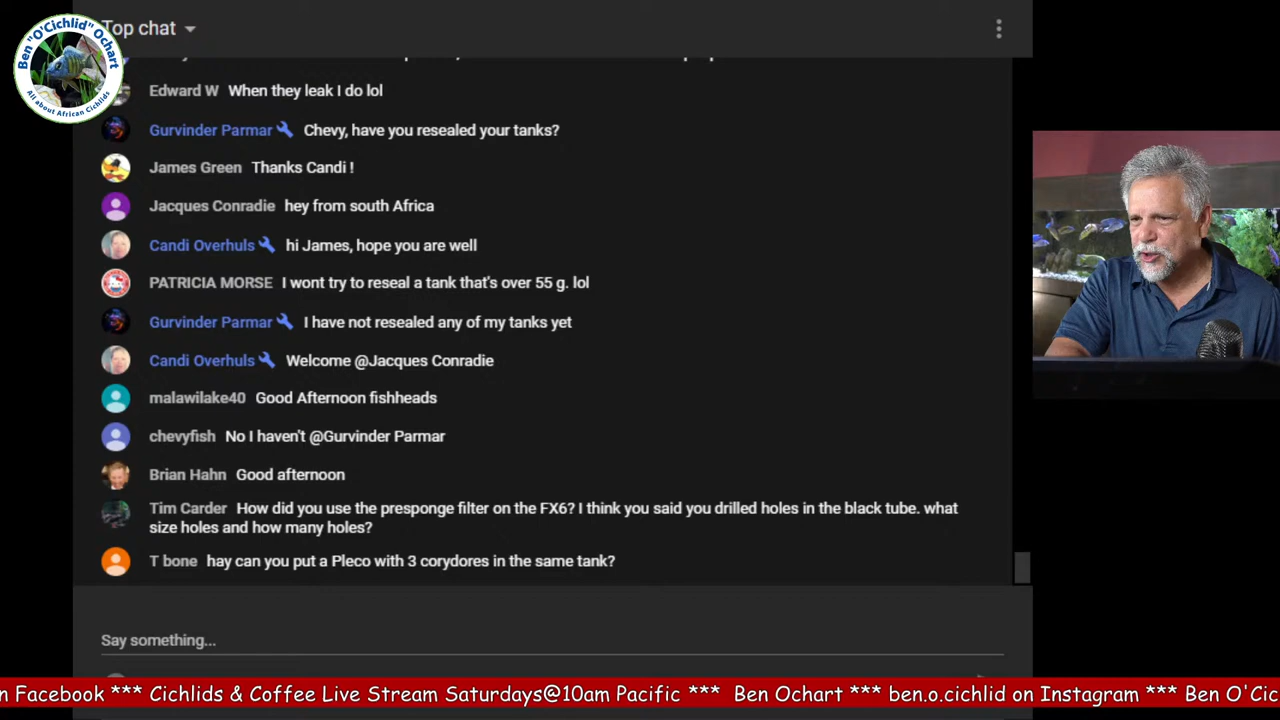 Ben "O'Cichlid" Ochart
All about African Cichlids
Top chat
Edward W When they leak I do lol
Gurvinder Parmar Chevy, have you resealed your tanks?
James Green Thanks Candi !
Jacques Conradie hey from south Africa
Candi Overhuls hi James, hope you are well
PATRICIA MORSE I wont try to reseal a tank that's over 55 g. lol
Gurvinder Parmar I have not resealed any of my tanks yet
Candi Overhuls Welcome @Jacques Conradie
malawilake40 Good Afternoon fishheads
chevyfish No I haven't @Gurvinder Parmar
Brian Hahn Good afternoon
Tim Carder How did you use the presponge filter on the FX6? I think you said you drilled holes in the black tube. what
size holes and how many holes?
T bone hay can you put a Pleco with 3 corydores in the same tank?
Say something...
n Facebook *** Cichlids & Coffee Live Stream Saturdays@10am Pacific *** Ben Ochart *** ben.o.cichlid on Instagram *** Ben O'Cic